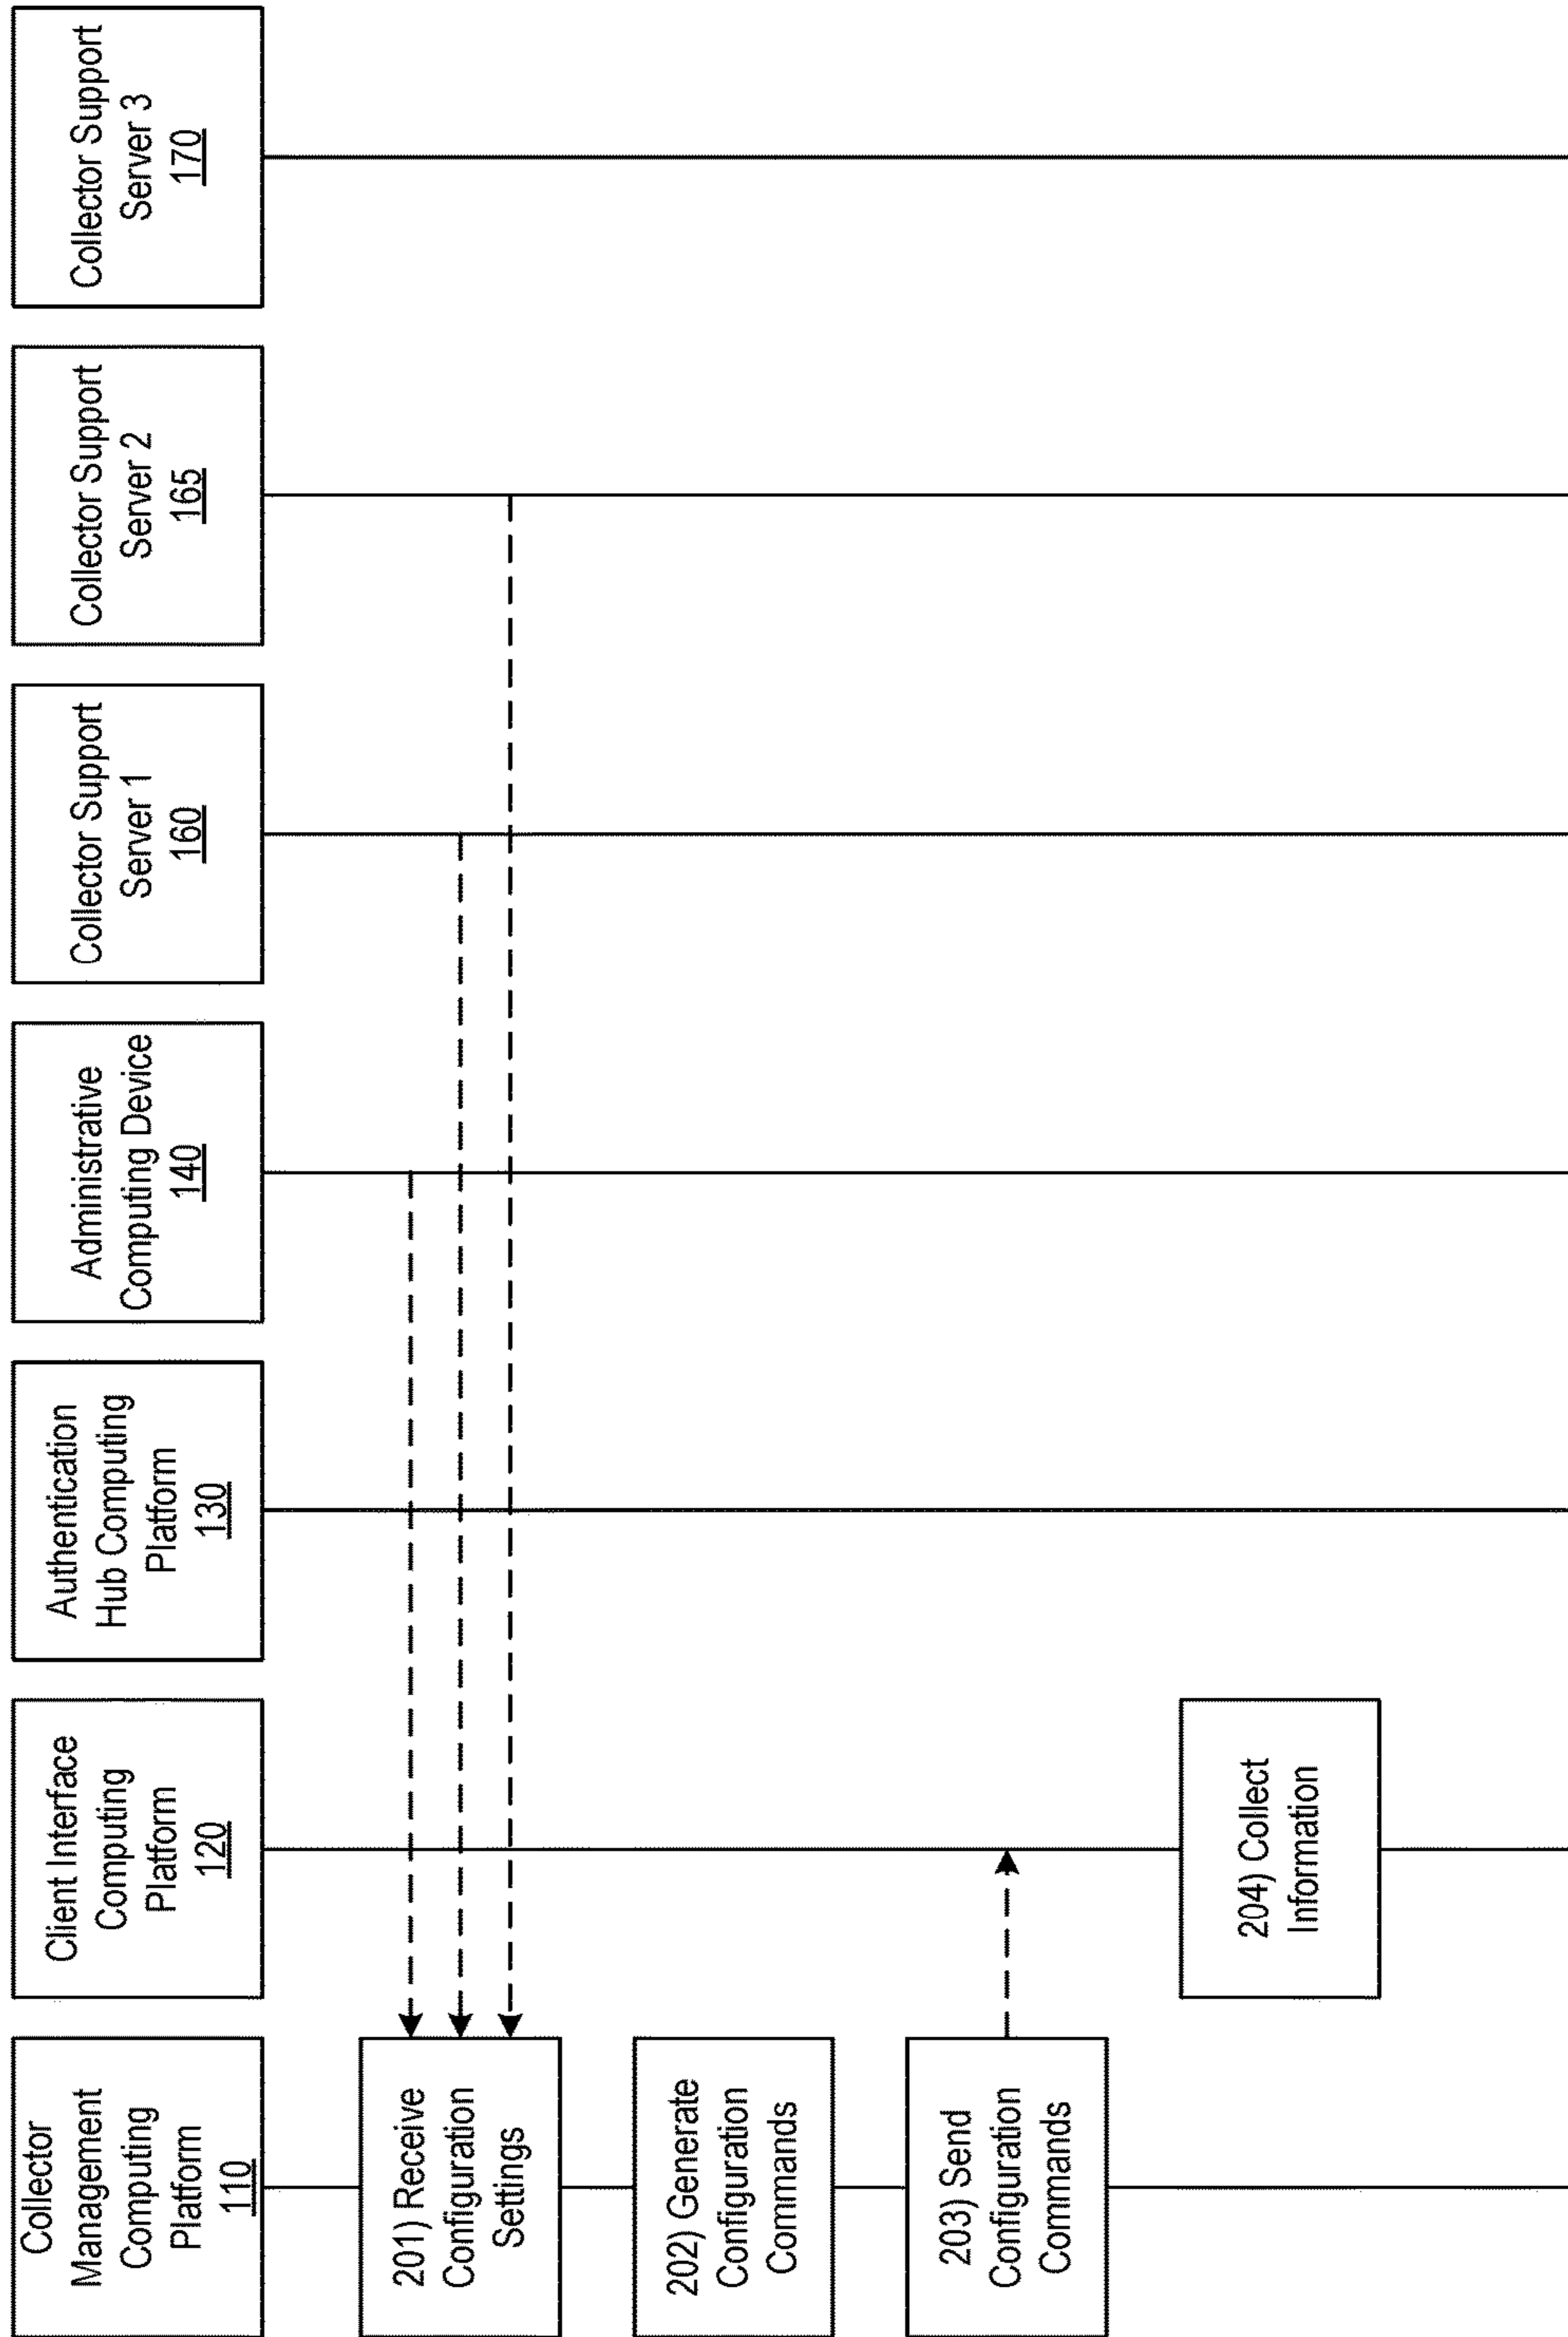 Collector
Management
Computing
Platform
110
Client Interface
Computing
Platform
120
Authentication
Hub Computing
Platform
130
Administrative
Computing Device
140
Collector Support
Server 1
160
Collector Support
Server 2
165
Collector Support
Server 3
170
201) Receive
Configuration
Settings
202) Generate
Configuration
Commands
203) Send
Configuration
Commands
204) Collect
Information